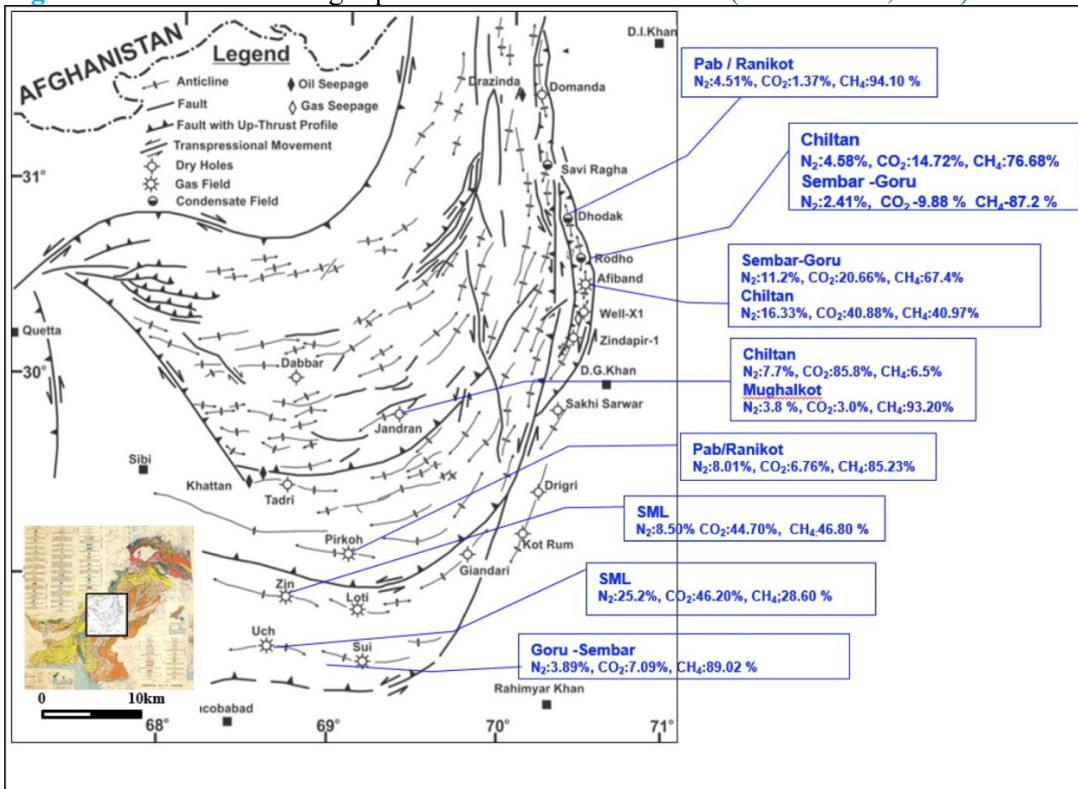 AFGHANISTAN
Legend
Anticline
Fault
Fault with Up-Thrust Profile
Transpressional Movement
Dry Holes
Gas Field
Condensate Field
Oil Seepage
Gas Seepage
D.I.Khan
Drazinda
Domanda
Savi Ragha
Dhodak
Rodho
Afiband
Well-X1
Zindapir-1
D.G.Khan
Sakhi Sarwar
Quetta
Dabbar
Jandran
Sibi
Khattan
Tadri
Drigri
Pirkoh
Kot Rum
Giandari
Zin
Loti
Uch
Sui
Rahimyar Khan
acobabad
31°
30°
0 10km
68° 69° 70° 71°
Pab / Ranikot
N₂:4.51%, CO₂:1.37%, CH₄:94.10 %
Chiltan
N₂:4.58%, CO₂:14.72%, CH₄:76.68%
Sembar -Goru
N₂:2.41%, CO₂ -9.88 % CH₄-87.2 %
Sembar-Goru
N₂:11.2%, CO₂:20.66%, CH₄:67.4%
Chiltan
N₂:16.33%, CO₂:40.88%, CH₄:40.97%
Chiltan
N₂:7.7%, CO₂:85.8%, CH₄:6.5%
Mughalkot
N₂:3.8 %, CO₂:3.0%, CH₄:93.20%
Pab/Ranikot
N₂:8.01%, CO₂:6.76%, CH₄:85.23%
SML
N₂:8.50% CO₂:44.70%, CH₄:46.80 %
SML
N₂:25.2%, CO₂:46.20%, CH₄:28.60 %
Goru -Sembar
N₂:3.89%, CO₂:7.09%, CH₄:89.02 %